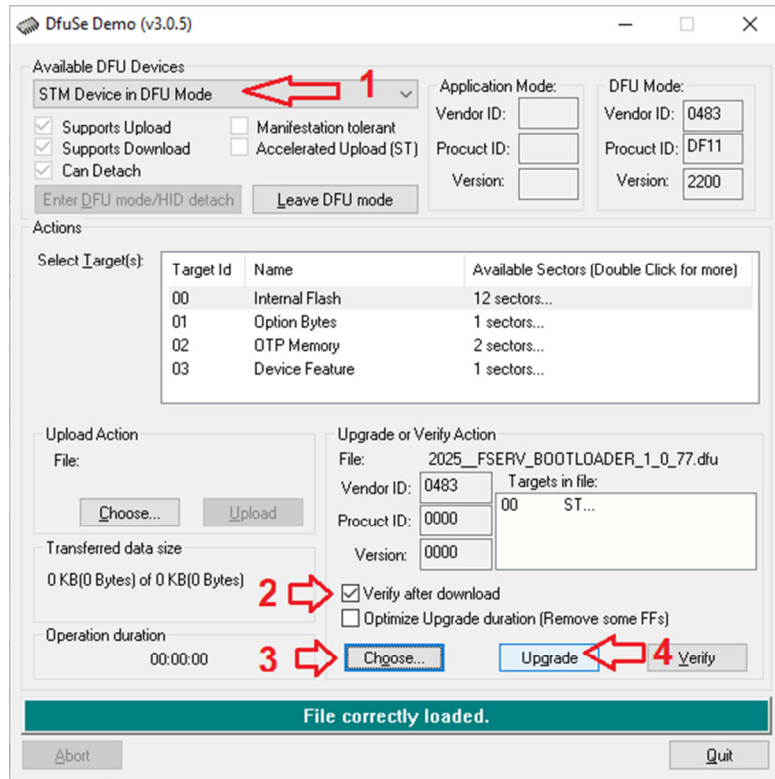 DfuSe Demo (v3.0.5)
Available DFU Devices
STM Device in DFU Mode
1
Supports Upload
Manifestation tolerant
Supports Download
Accelerated Upload (ST)
Can Detach
Enter DFU mode/HID detach
Leave DFU mode
Application Mode:
Vendor ID:
Procuct ID:
Version:
DFU Mode:
Vendor ID: 0483
Procuct ID: DF11
Version: 2200
Actions
Select Target(s):
Target Id Name Available Sectors (Double Click for more)
00 Internal Flash 12 sectors...
01 Option Bytes 1 sectors...
02 OTP Memory 2 sectors...
03 Device Feature 1 sectors...
Upload Action
File:
Choose... Upload
Transferred data size
0 KB(0 Bytes) of 0 KB(0 Bytes)
Operation duration
00:00:00
Upgrade or Verify Action
File: 2025__FSERV_BOOTLOADER_1_0_77.dfu
Vendor ID: 0483
Procuct ID: 0000
Version: 0000
Targets in file:
00 ST...
2
Verify after download
Optimize Upgrade duration (Remove some FFs)
3
Choose... Upgrade 4 Verify
File correctly loaded.
Abort Quit